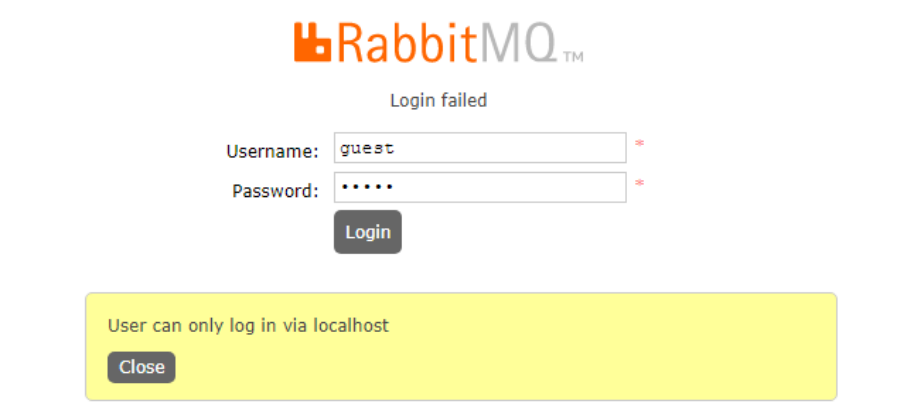 RabbitMQ™
Login failed
Username: guest *
Password: ••••• *
Login
User can only log in via localhost
Close